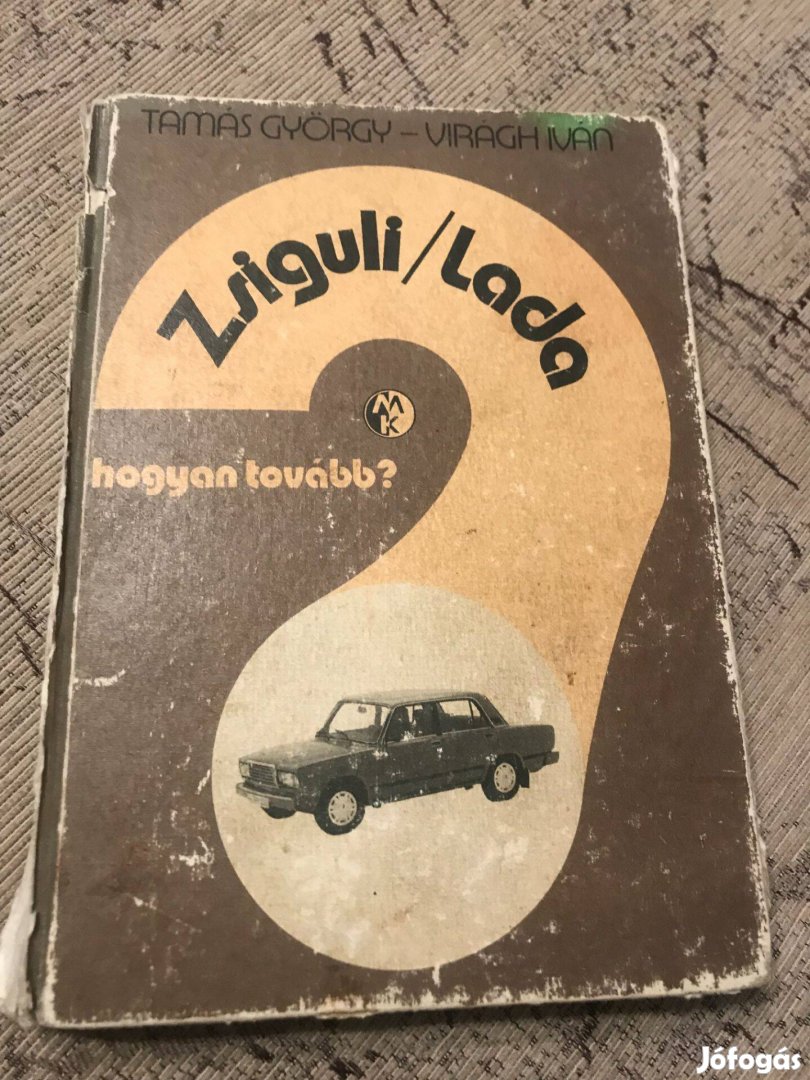 TAMÁS GYÖRGY – VIRÁGH IVÁN
Zsiguli/Lada
MK
hogyan tovább?
Jófogás